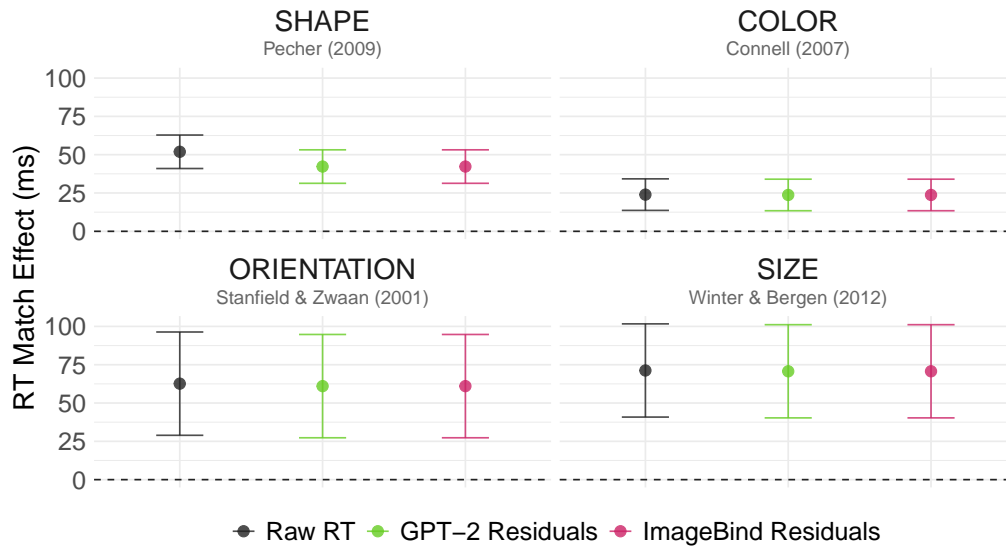 SHAPE
Pecher (2009)
COLOR
Connell (2007)
100
75
50
25
0
ORIENTATION
Stanfield & Zwaan (2001)
SIZE
Winter & Bergen (2012)
100
75
50
25
0
RT Match Effect (ms)
Raw RT GPT−2 Residuals ImageBind Residuals